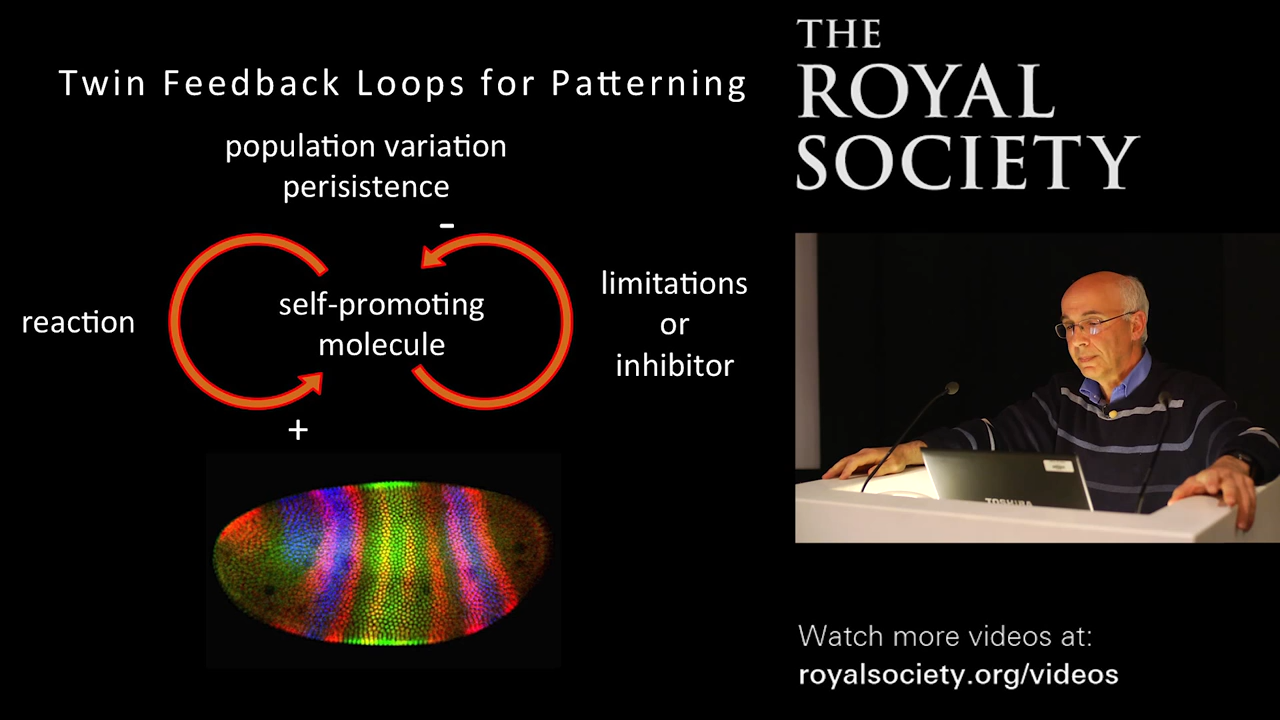 Twin Feedback Loops for Patterning
population variation
perisistence
-
reaction
self-promoting
molecule
limitations
or
inhibitor
+
THE
ROYAL
SOCIETY
TOSHIBA
Watch more videos at:
royalsociety.org/videos